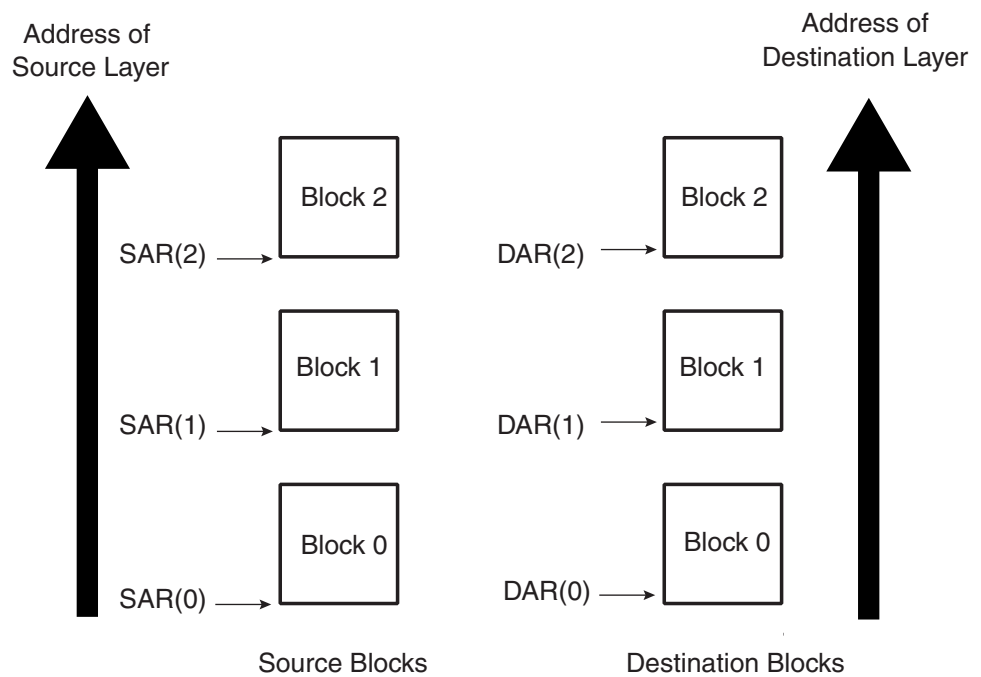 Address of
Source Layer
Address of
Destination Layer
Block 2
Block 2
SAR(2)
DAR(2)
Block 1
Block 1
SAR(1)
DAR(1)
Block 0
Block 0
SAR(0)
DAR(0)
Source Blocks
Destination Blocks